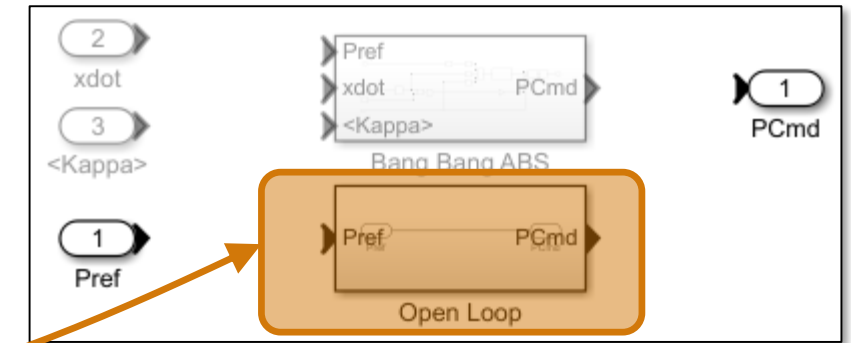 2
xdot
3
<Kappa>
1
Pref
Pref
xdot
PCmd
<Kappa>
Bang Bang ABS
Pref
PCmd
Open Loop
1
PCmd